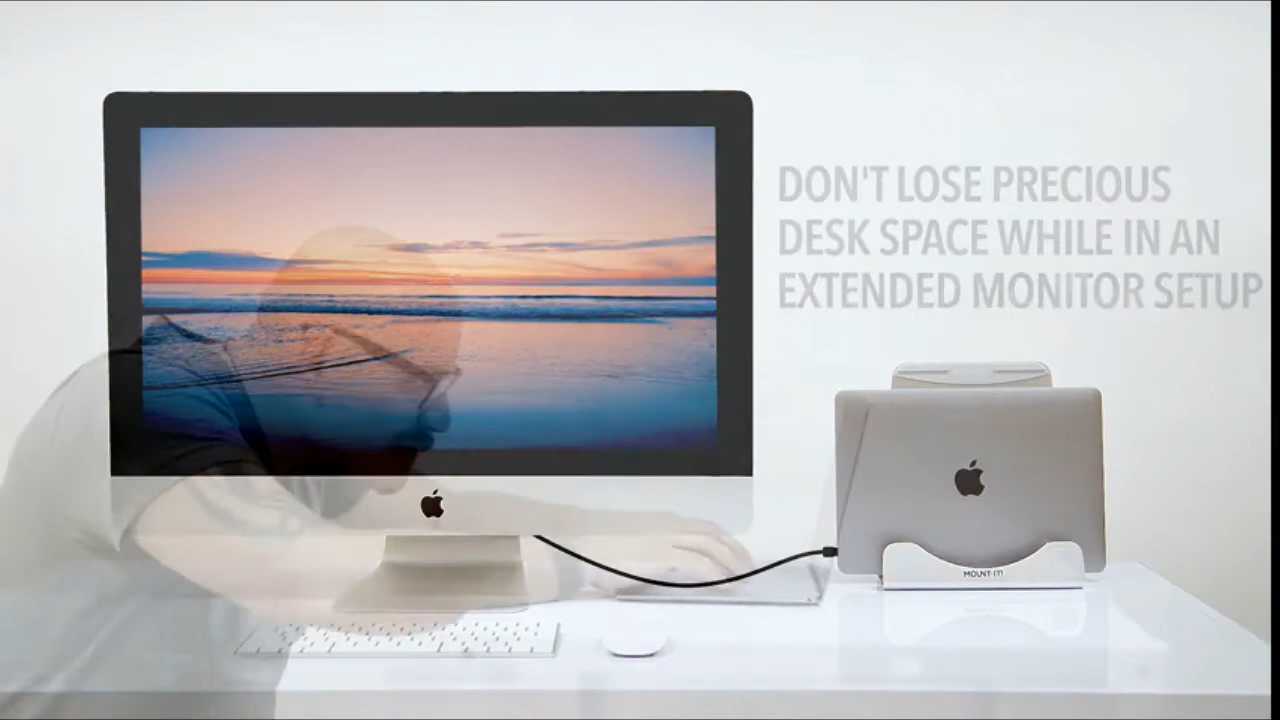 DON'T LOSE PRECIOUS
DESK SPACE WHILE IN AN
EXTENDED MONITOR SETUP
MOUNT-IT!